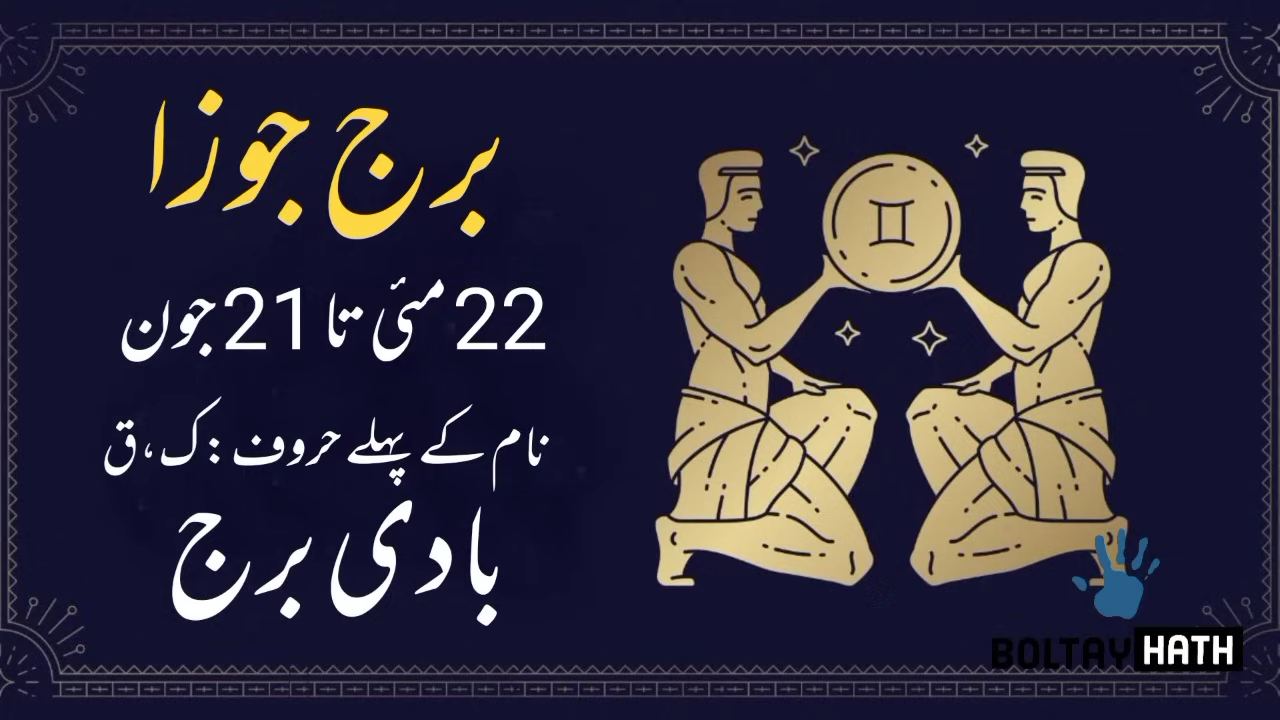 برج جوزا
22 مئی تا 21 جون
نام کے پہلے حروف : ک، ق
بادی برج
BOLTAY HATH